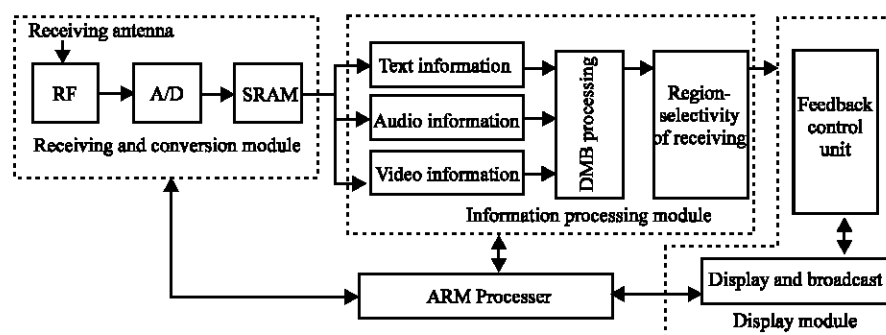 Receiving antenna
RF
A/D
SRAM
Receiving and conversion module
Text information
Audio information
Video information
DMB processing
Region-
selectivity
of receiving
Information processing module
Feedback
control
unit
ARM Processer
Display and broadcast
Display module